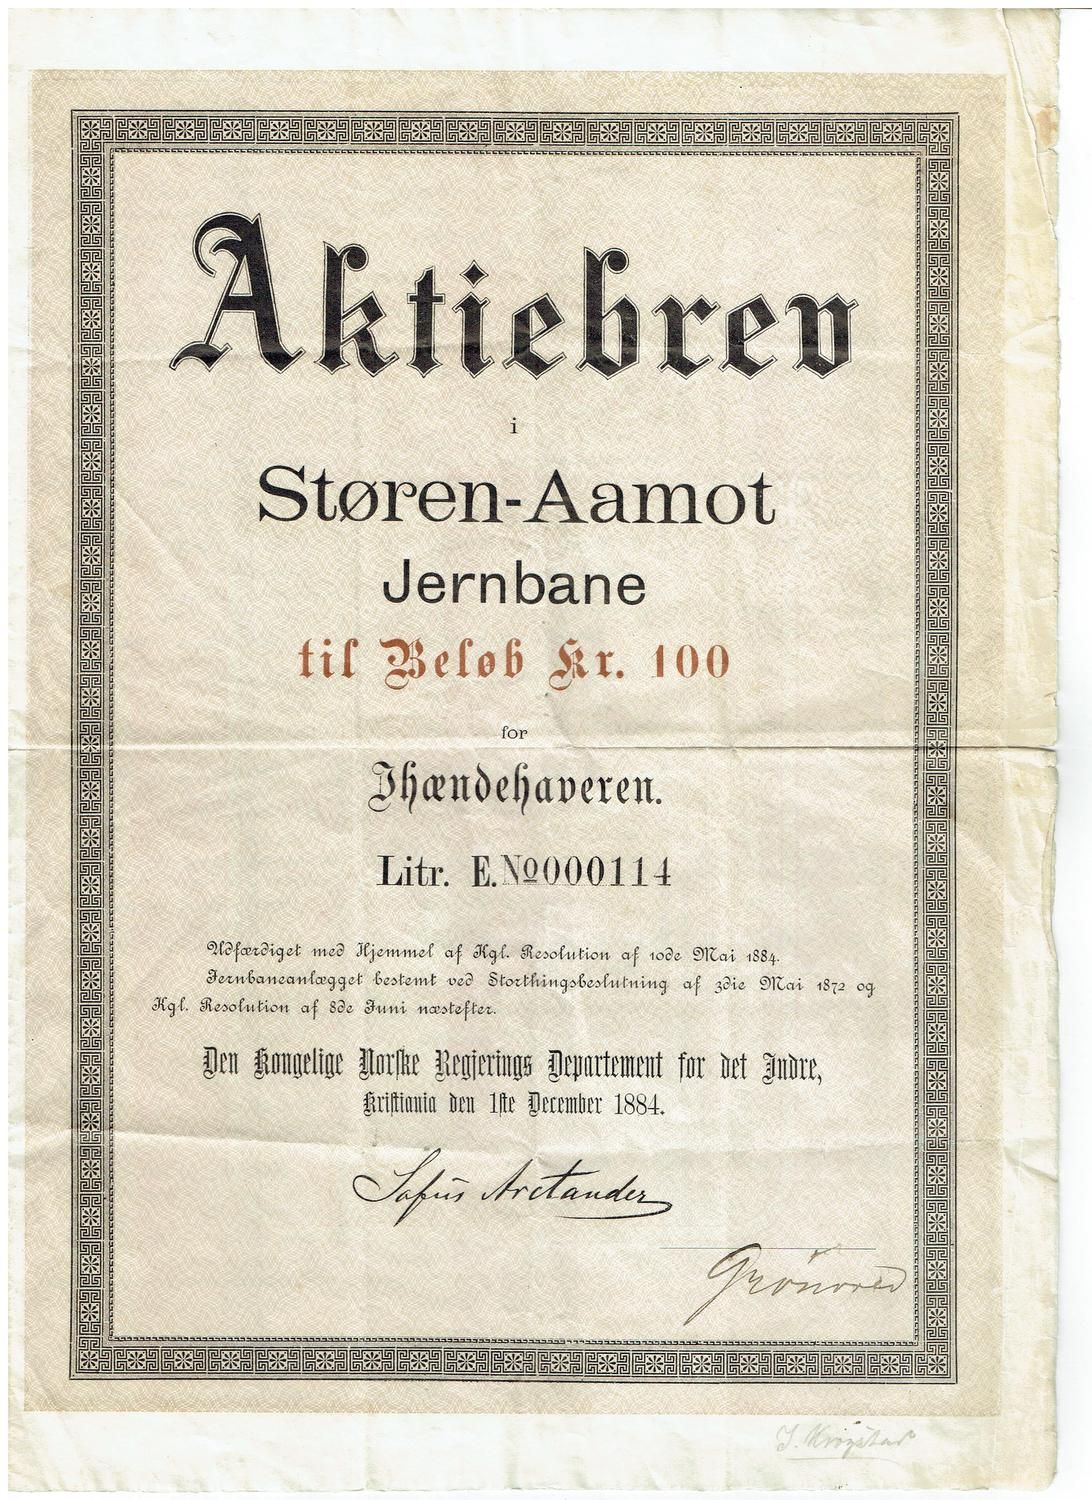 Aktiebrev
i
Støren-Aamot
Jernbane
til Beløb Kr. 100
for
Ihændehaveren.
Litr. E. No 000114
Udfærdiget med Hjemmel af Kgl. Resolution af 10de Mai 1884.
Jernbaneanlægget bestemt ved Storthingsbeslutning af 3die Mai 1872 og
Kgl. Resolution af 8de Juni næstefter.
Den Kongelige Norske Regjerings Departement for det Indre,
Kristiania den 1ste December 1884.
Sofus Arctander